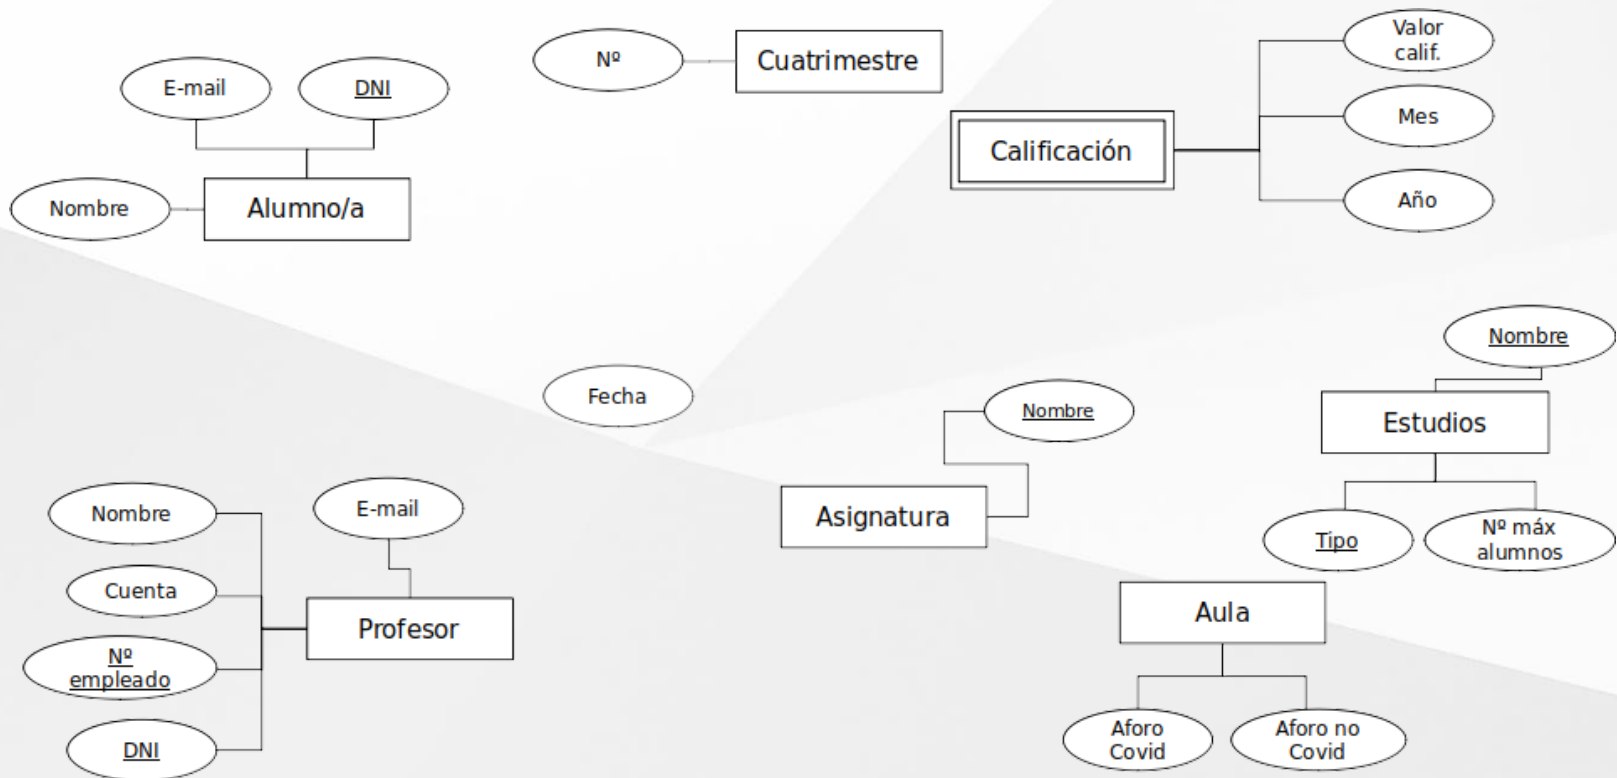 Nº
Cuatrimestre
Valor
calif.
E-mail
DNI
Mes
Calificación
Nombre
Alumno/a
Año
Nombre
Fecha
Nombre
Estudios
Nombre
E-mail
Asignatura
Tipo
Nº máx
alumnos
Cuenta
Profesor
Aula
Nº
empleado
DNI
Aforo
Covid
Aforo no
Covid